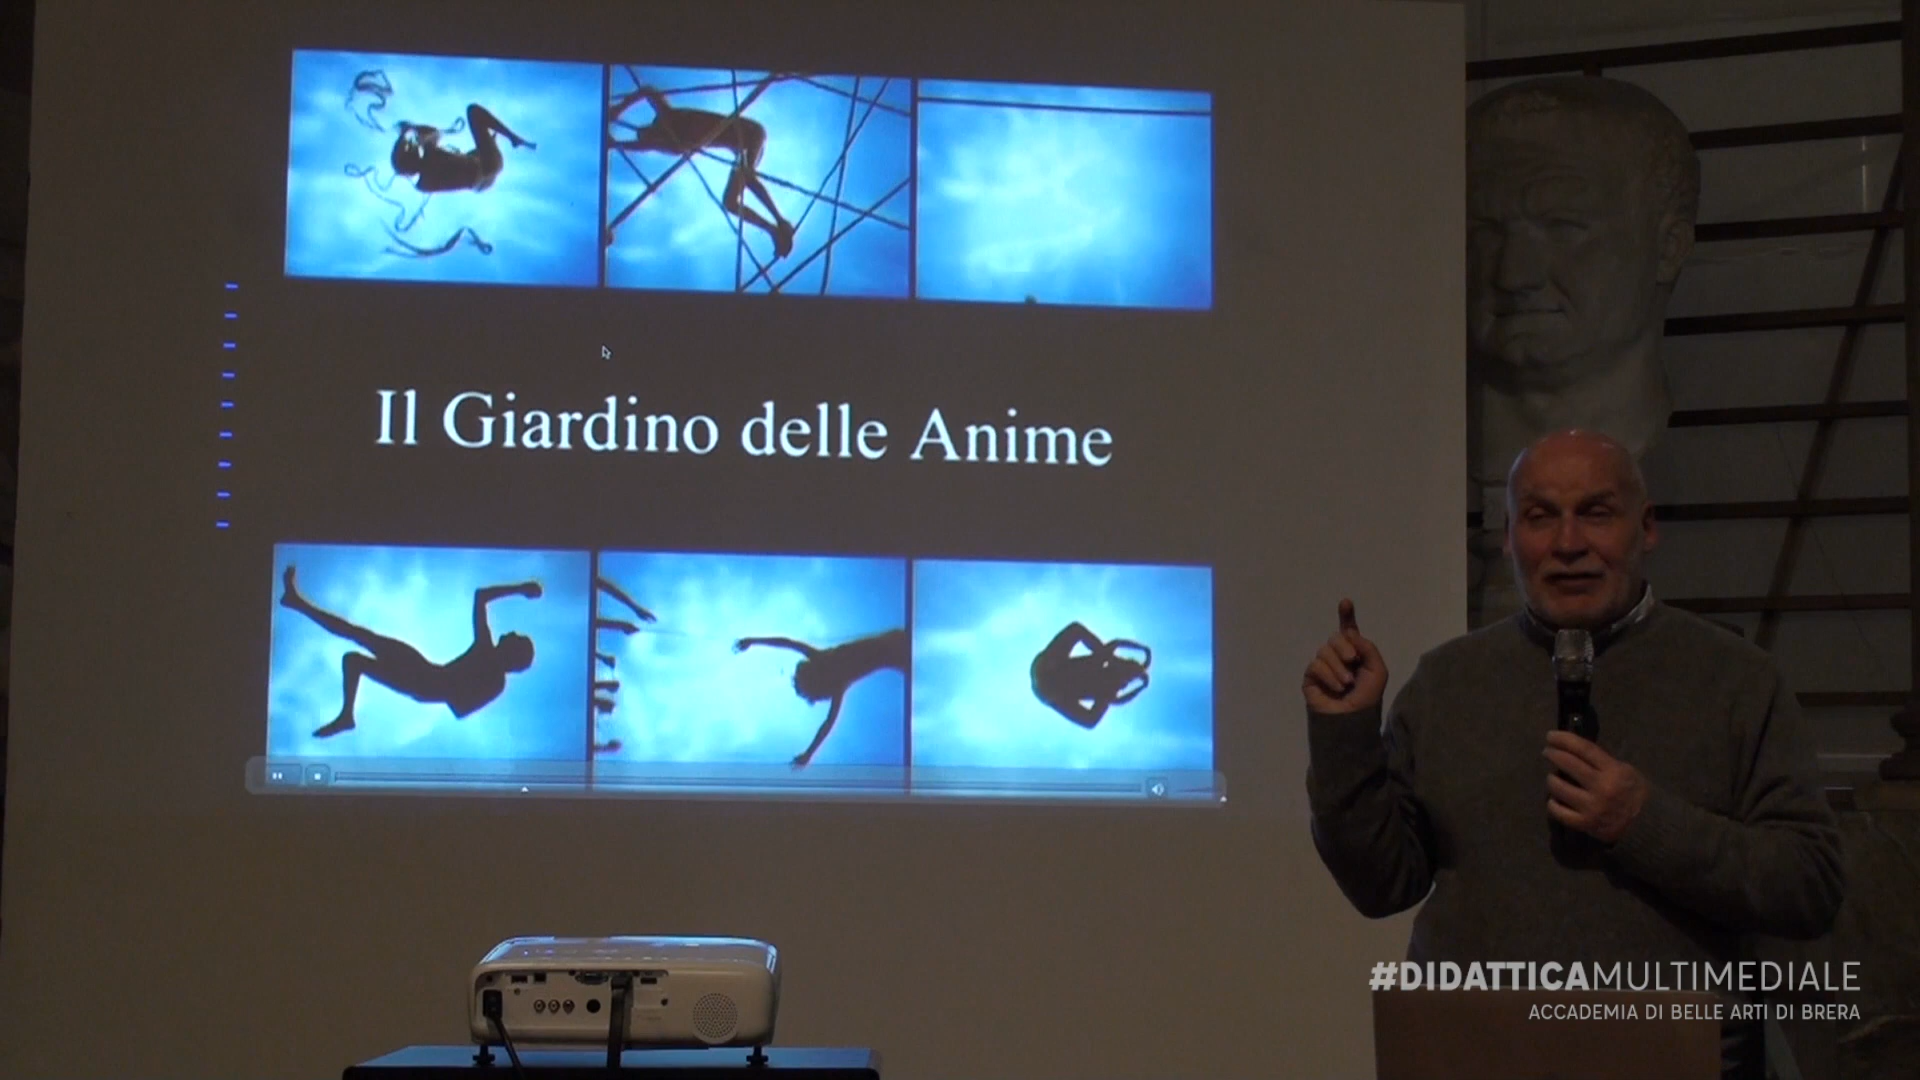 Il Giardino delle Anime
#DIDATTICAMULTIMEDIALE
ACCADEMIA DI BELLE ARTI DI BRERA